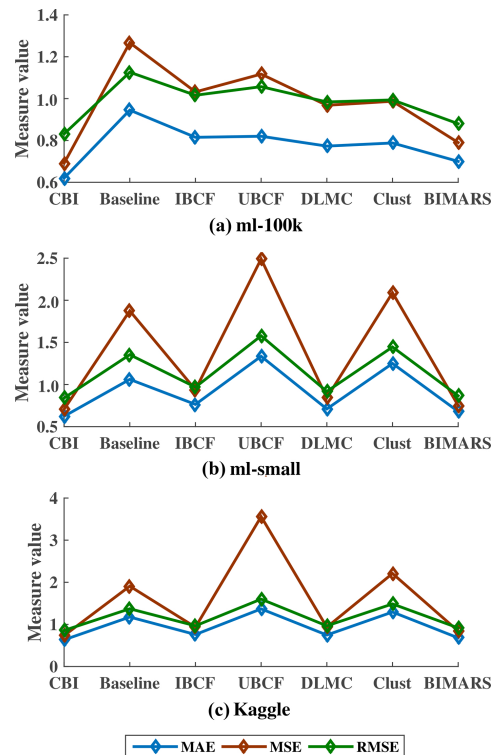 1.4
1.2
1.0
0.8
0.6
Measure value
CBI Baseline IBCF UBCF DLMC Clust BIMARS
(a) ml-100k
2.5
2.0
1.5
1.0
0.5
Measure value
CBI Baseline IBCF UBCF DLMC Clust BIMARS
(b) ml-small
4
3
2
1
0
Measure value
CBI Baseline IBCF UBCF DLMC Clust BIMARS
(c) Kaggle
MAE MSE RMSE